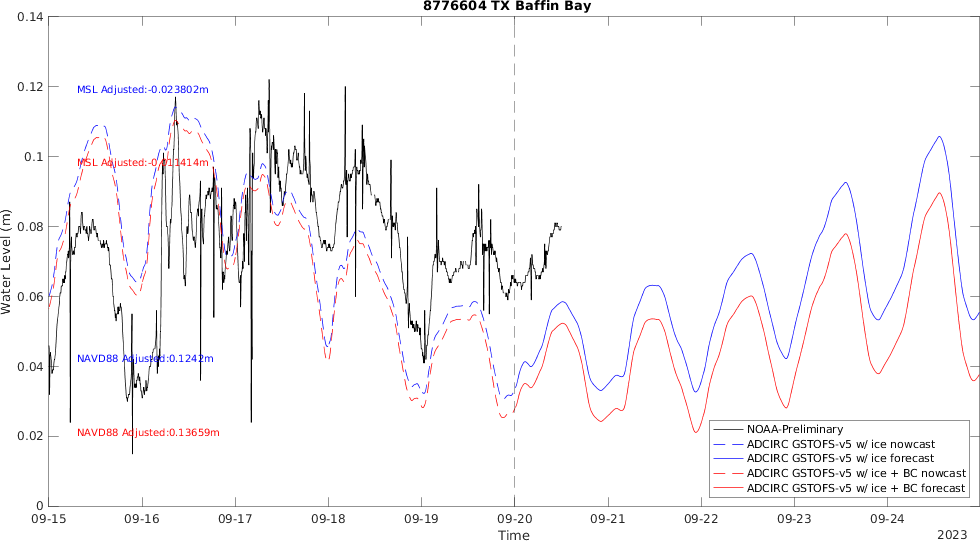 8776604 TX Baffin Bay
0.14
0.12
0.1
0.08
0.06
0.04
0.02
0
Water Level (m)
MSL Adjusted:-0.023802m
MSL Adjusted:-0.011414m
NAVD88 Adjusted:0.1242m
NAVD88 Adjusted:0.13659m
NOAA-Preliminary
ADCIRC GSTOFS-v5 w/ ice nowcast
ADCIRC GSTOFS-v5 w/ ice forecast
ADCIRC GSTOFS-v5 w/ ice + BC nowcast
ADCIRC GSTOFS-v5 w/ ice + BC forecast
09-15 09-16 09-17 09-18 09-19 09-20 09-21 09-22 09-23 09-24
Time
2023